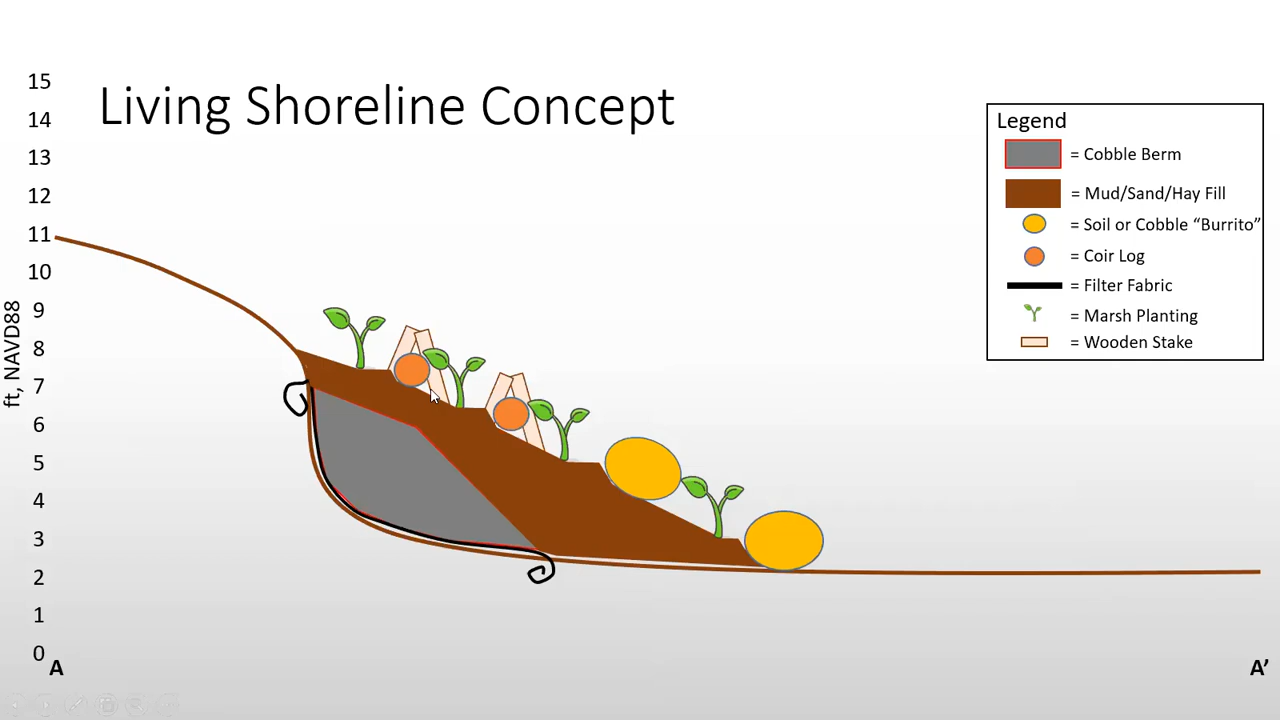 Living Shoreline Concept
15
14
13
12
11
10
9
8
7
6
5
4
3
2
1
0
ft, NAVD88
A
A’
Legend
= Cobble Berm
= Mud/Sand/Hay Fill
= Soil or Cobble “Burrito”
= Coir Log
= Filter Fabric
= Marsh Planting
= Wooden Stake